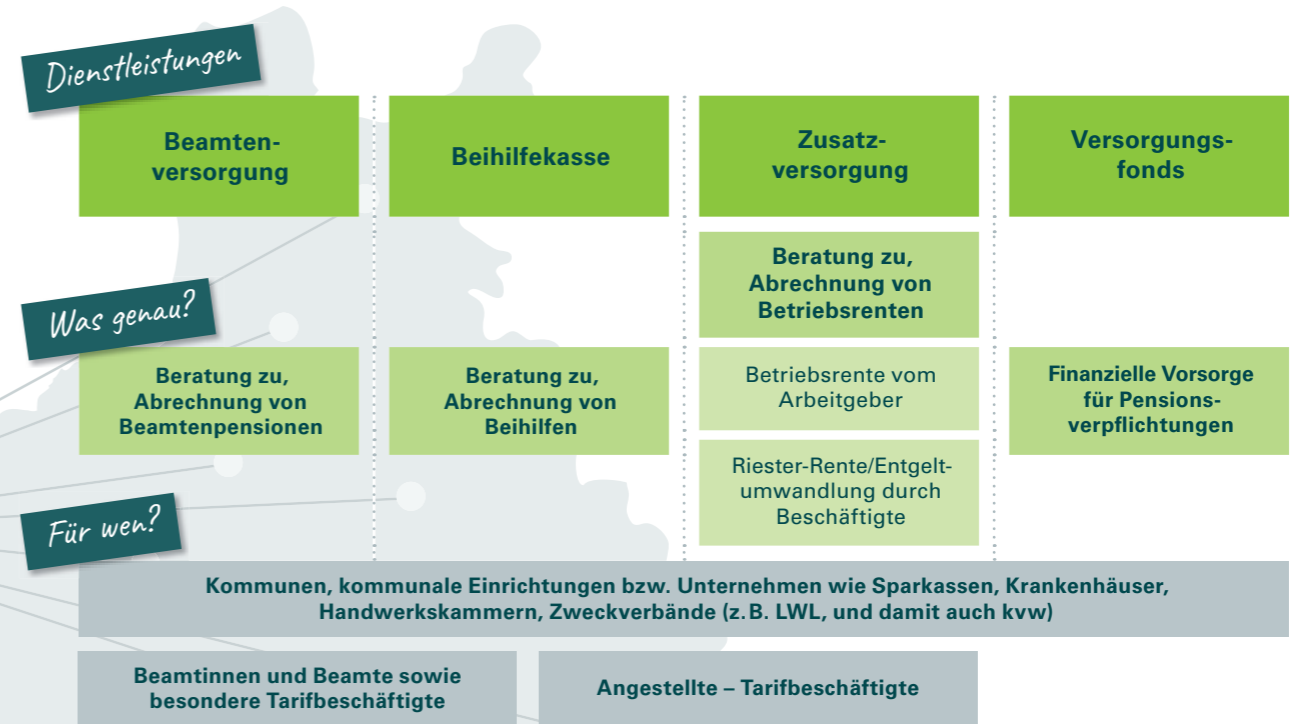 Dienstleistungen
Beamten-
versorgung
Beihilfekasse
Zusatz-
versorgung
Versorgungs-
fonds
Was genau?
Beratung zu,
Abrechnung von
Beamtenpensionen
Beratung zu,
Abrechnung von
Beihilfen
Beratung zu,
Abrechnung von
Betriebsrenten
Betriebsrente vom
Arbeitgeber
Riester-Rente/Entgelt-
umwandlung durch
Beschäftigte
Finanzielle Vorsorge
für Pensions-
verpflichtungen
Für wen?
Kommunen, kommunale Einrichtungen bzw. Unternehmen wie Sparkassen, Krankenhäuser,
Handwerkskammern, Zweckverbände (z. B. LWL, und damit auch kvw)
Beamtinnen und Beamte sowie
besondere Tarifbeschäftigte
Angestellte – Tarifbeschäftigte